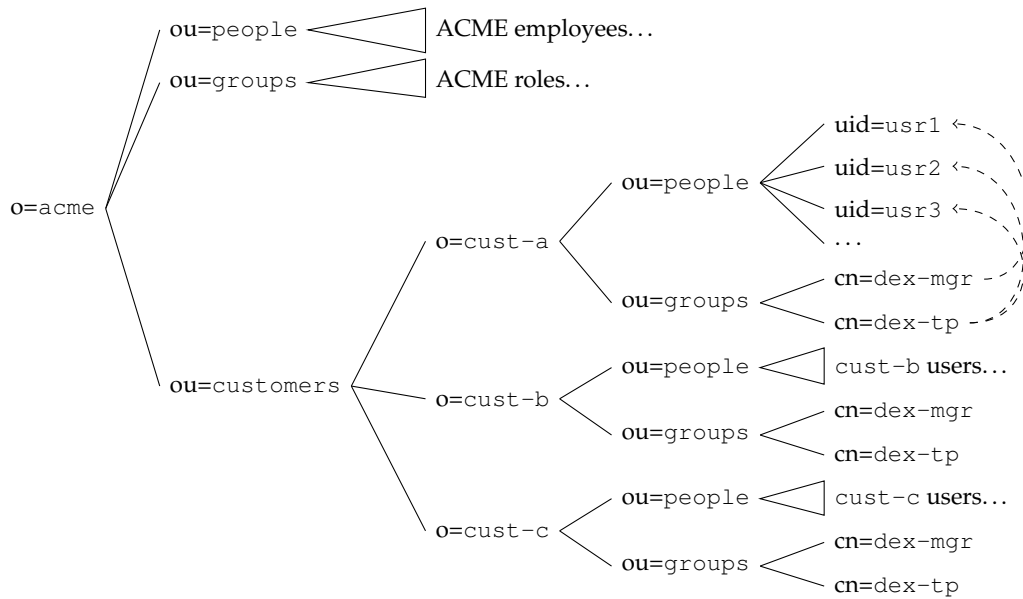 ou=people ACME employees...
ou=groups ACME roles...
uid=usr1
uid=usr2
ou=people
uid=usr3
o=acme
o=cust-a
...
cn=dex-mgr
ou=groups
cn=dex-tp
ou=people cust-b users...
ou=customers
o=cust-b
cn=dex-mgr
ou=groups
cn=dex-tp
ou=people cust-c users...
o=cust-c
cn=dex-mgr
ou=groups
cn=dex-tp